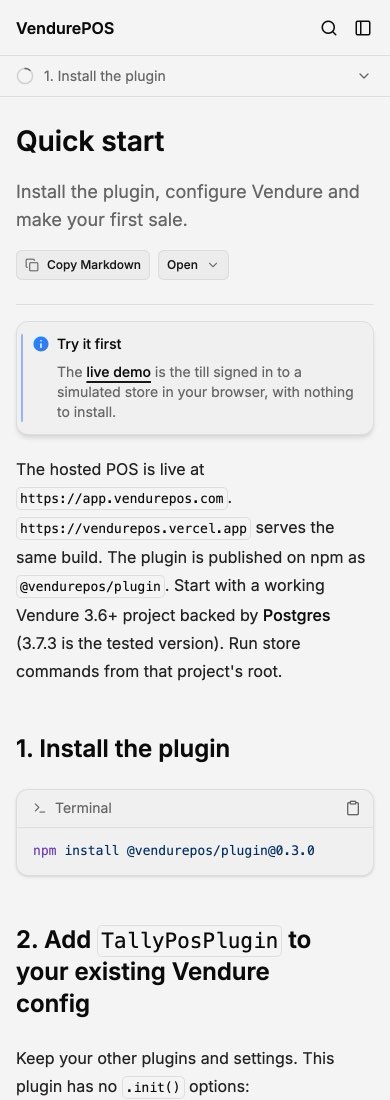 VendurePOS
1. Install the plugin
Quick start
Install the plugin, configure Vendure and
make your first sale.
Copy Markdown
Open
Try it first
The live demo is the till signed in to a
simulated store in your browser, with nothing
to install.
The hosted POS is live at
https://app.vendurepos.com.
https://vendurepos.vercel.app serves the
same build. The plugin is published on npm as
@vendurepos/plugin. Start with a working
Vendure 3.6+ project backed by Postgres
(3.7.3 is the tested version). Run store
commands from that project's root.
1. Install the plugin
Terminal
npm install @vendurepos/plugin@0.3.0
2. Add TallyPosPlugin to
your existing Vendure
config
Keep your other plugins and settings. This
plugin has no .init() options: